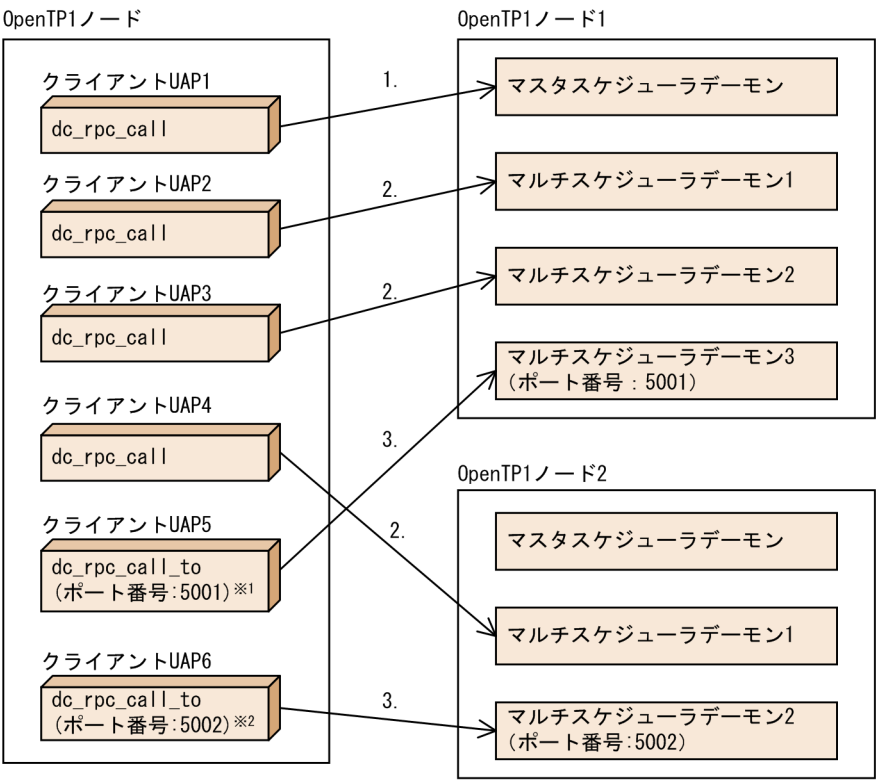 OpenTP1ノード
クライアントUAP1
dc_rpc_call
クライアントUAP2
dc_rpc_call
クライアントUAP3
dc_rpc_call
クライアントUAP4
dc_rpc_call
クライアントUAP5
dc_rpc_call_to
(ポート番号:5001)※1
クライアントUAP6
dc_rpc_call_to
(ポート番号:5002)※2
1.
2.
2.
3.
2.
3.
OpenTP1ノード1
マスタスケジューラデーモン
マルチスケジューラデーモン1
マルチスケジューラデーモン2
マルチスケジューラデーモン3
(ポート番号：5001)
OpenTP1ノード2
マスタスケジューラデーモン
マルチスケジューラデーモン1
マルチスケジューラデーモン2
(ポート番号:5002)